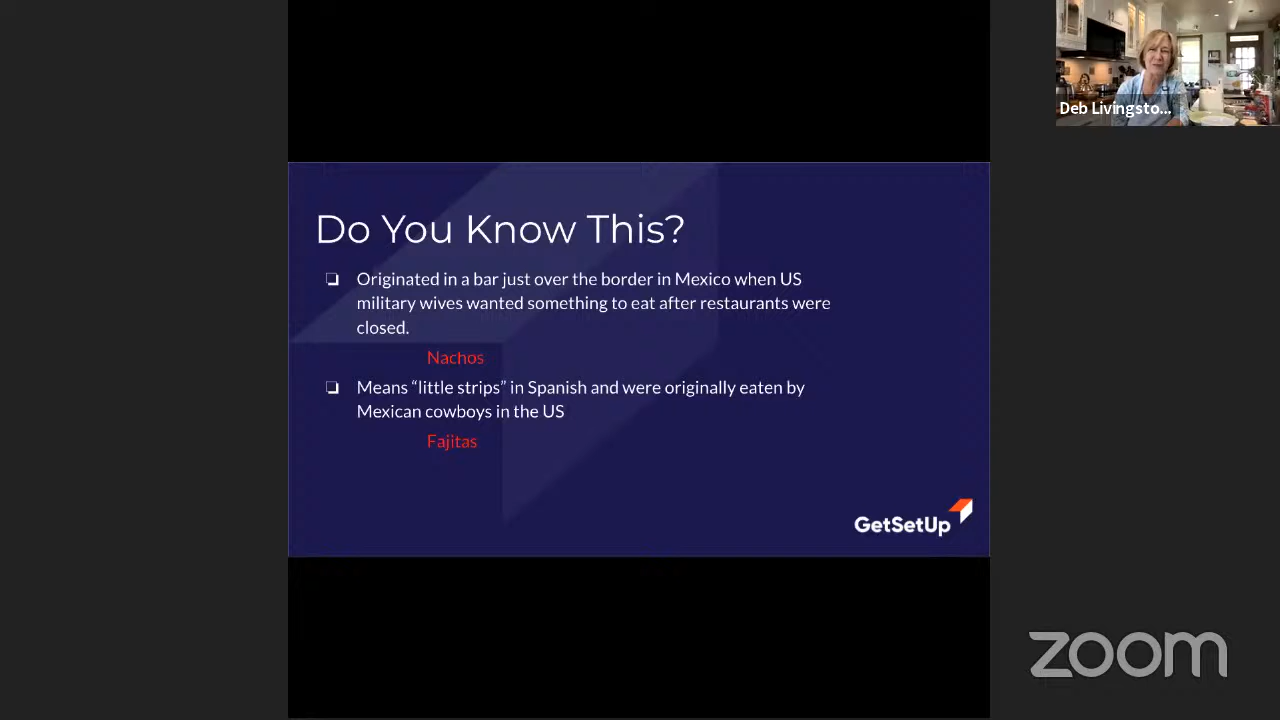 Deb Livingsto...
Do You Know This?
❏ Originated in a bar just over the border in Mexico when US
military wives wanted something to eat after restaurants were
closed.
Nachos
❏ Means “little strips” in Spanish and were originally eaten by
Mexican cowboys in the US
Fajitas
GetSetUp
zoom